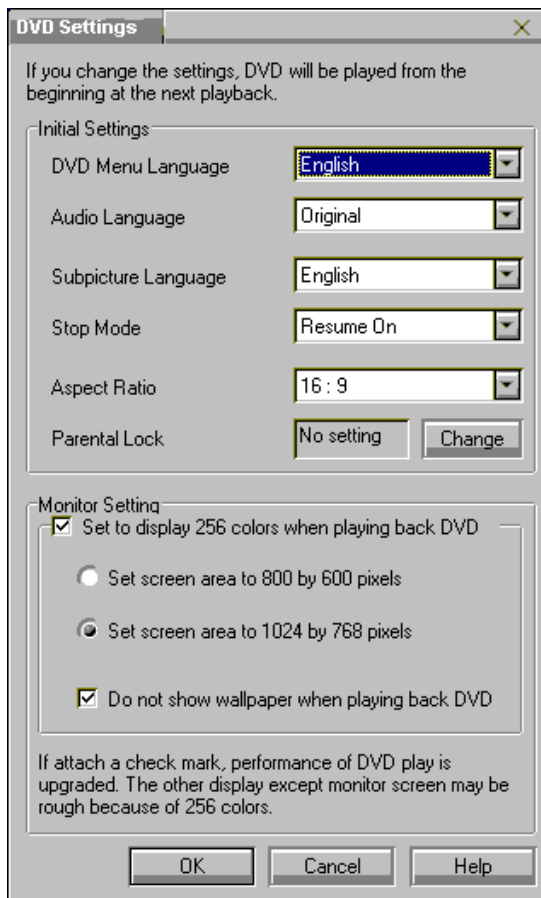 DVD Settings
If you change the settings, DVD will be played from the
beginning at the next playback.
Initial Settings
DVD Menu Language English
Audio Language Original
Subpicture Language English
Stop Mode Resume On
Aspect Ratio 16 : 9
Parental Lock No setting Change
Monitor Setting
Set to display 256 colors when playing back DVD
Set screen area to 800 by 600 pixels
Set screen area to 1024 by 768 pixels
Do not show wallpaper when playing back DVD
If attach a check mark, performance of DVD play is
upgraded. The other display except monitor screen may be
rough because of 256 colors.
OK Cancel Help